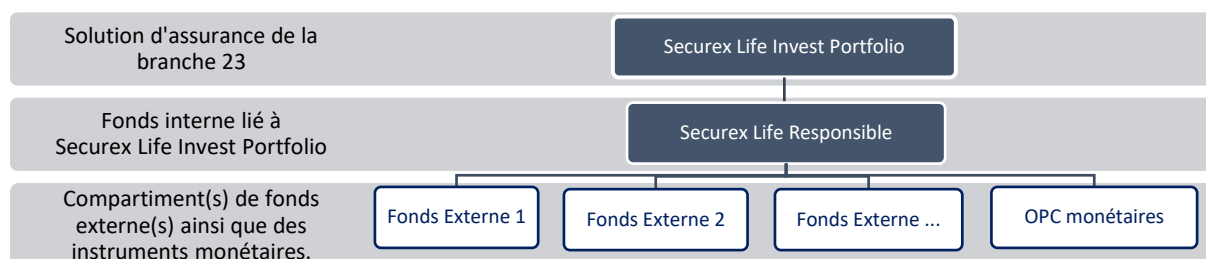 Solution d'assurance de la
branche 23
Securex Life Invest Portfolio
Fonds interne lié à
Securex Life Invest Portfolio
Securex Life Responsible
Compartiment(s) de fonds
externe(s) ainsi que des
instruments monétaires.
Fonds Externe 1
Fonds Externe 2
Fonds Externe ...
OPC monétaires